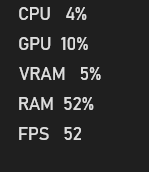 CPU 4%
GPU 10%
VRAM 5%
RAM 52%
FPS 52